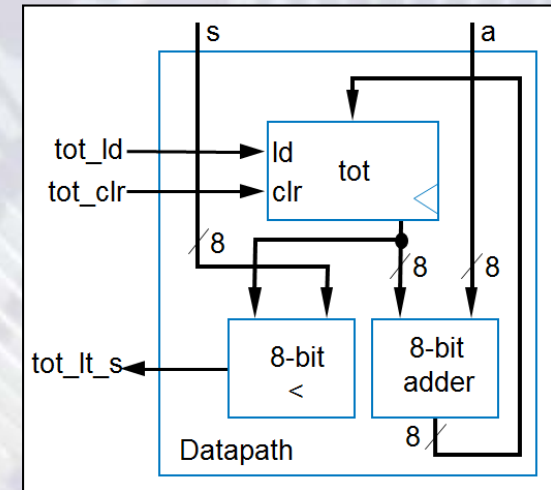 s
a
tot_ld
ld
tot
tot_clr
clr
8
8
8
tot_lt_s
8-bit
<
8-bit
adder
8
Datapath